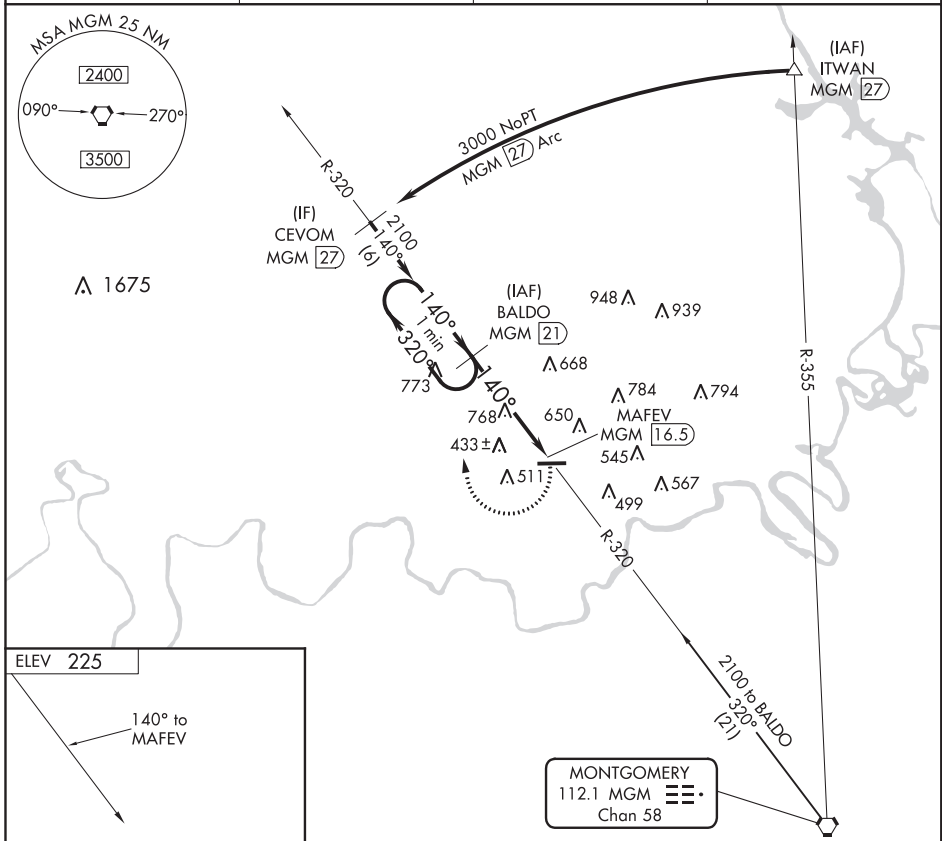 MSA MGM 25 NM
2400
090°
270°
3500
(IAF)
ITWAN
MGM 27
3000 NoPT
MGM 27 Arc
R-320
(IF)
CEVOM
MGM 27
2100
140°
(6)
1675
140°
1 min
320°
(IAF)
BALDO
MGM 21
948
939
R-355
773
668
140°
784
794
768
650
MAFEV
MGM 16.5
433±
545
511
567
499
R-320
ELEV 225
140° to
MAFEV
2100 to BALDO
320°
(21)
MONTGOMERY
112.1 MGM
Chan 58